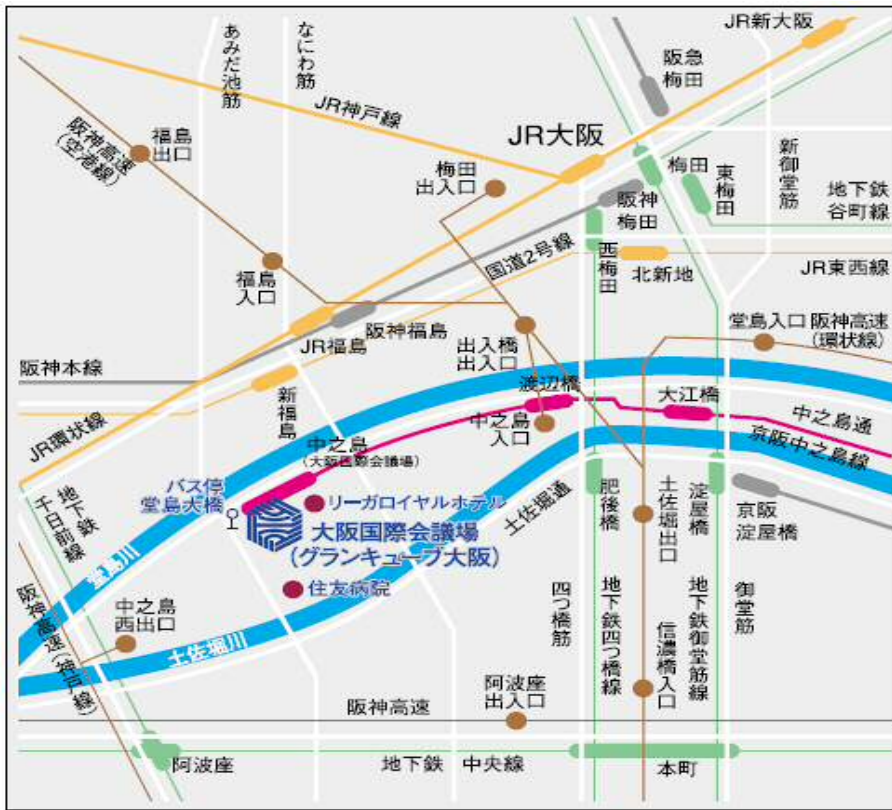 JR新大阪
あみだ池筋
なにわ筋
阪急
梅田
JR神戸線
阪神高速
(空港線)
福島
出口
JR大阪
新御堂筋
梅田
出入口
梅田
東梅田
地下鉄
谷町線
阪神
梅田
国道2号線
西梅田
北新地
JR東西線
福島
入口
阪神福島
JR福島
出入橋
出入口
堂島入口
阪神高速
(環状線)
阪神本線
新福島
渡辺橋
大江橋
中之島通
JR環状線
中之島
(大阪国際会議場)
中之島
入口
京阪中之島線
バス停
堂島大橋
リーガロイヤルホテル
土佐堀通
肥後橋
土佐堀出口
淀屋橋
京阪
淀屋橋
地下鉄
千日前線
大阪国際会議場
(グランキューブ大阪)
堂島川
住友病院
中之島
西出口
四つ橋筋
地下鉄四つ橋線
信濃橋入口
地下鉄御堂筋線
御堂筋
阪神高速(神戸線)
土佐堀川
阪神高速
阿波座
出入口
阿波座
地下鉄 中央線
本町